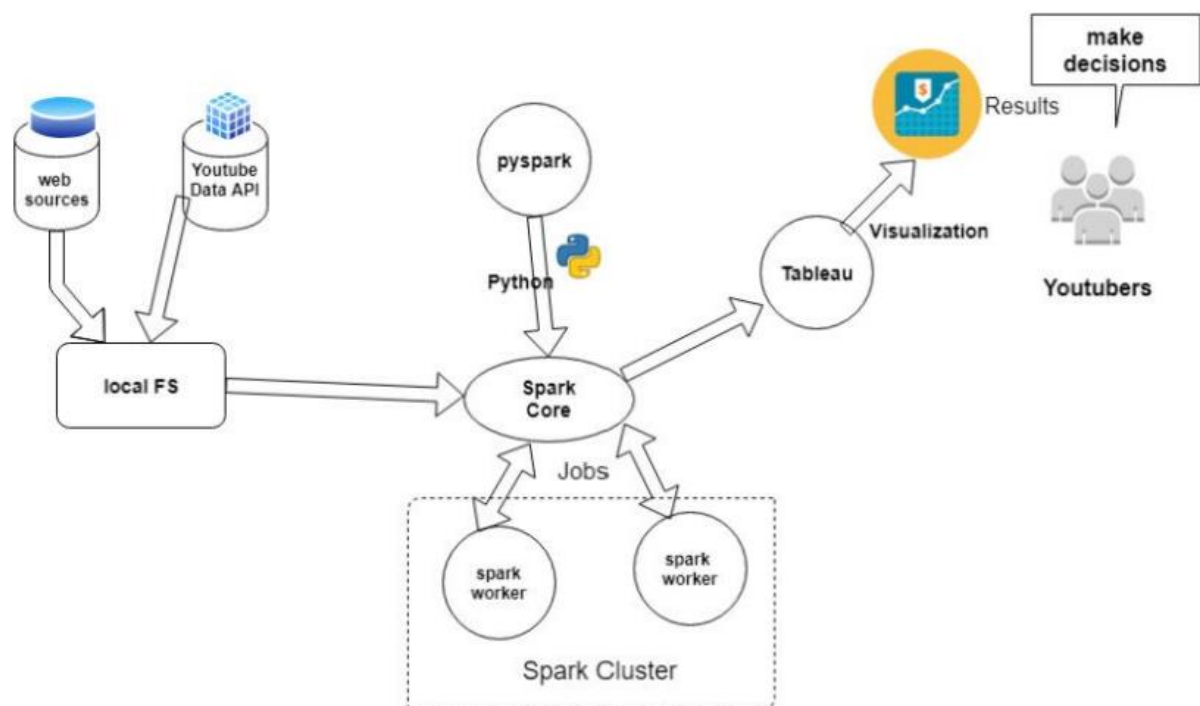 make
decisions
Results
web
sources
Youtube
Data API
pyspark
Visualization
Tableau
Python
Youtubers
local FS
Spark
Core
Jobs
spark
worker
spark
worker
Spark Cluster